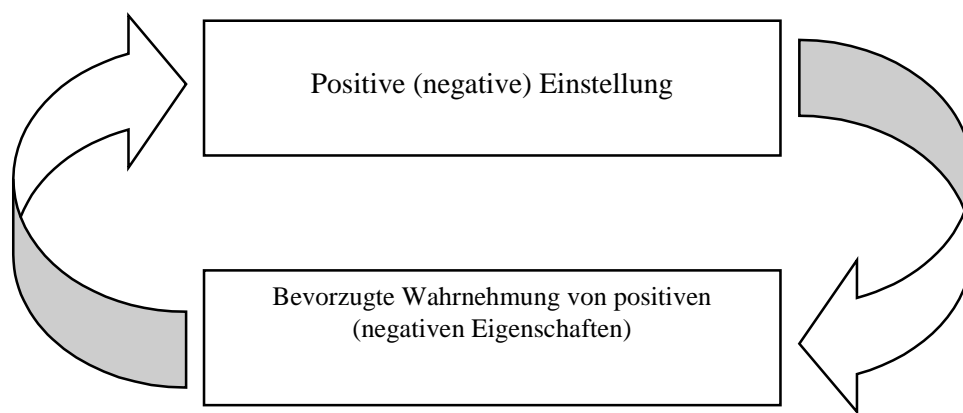 Positive (negative) Einstellung
Bevorzugte Wahrnehmung von positiven
(negativen Eigenschaften)